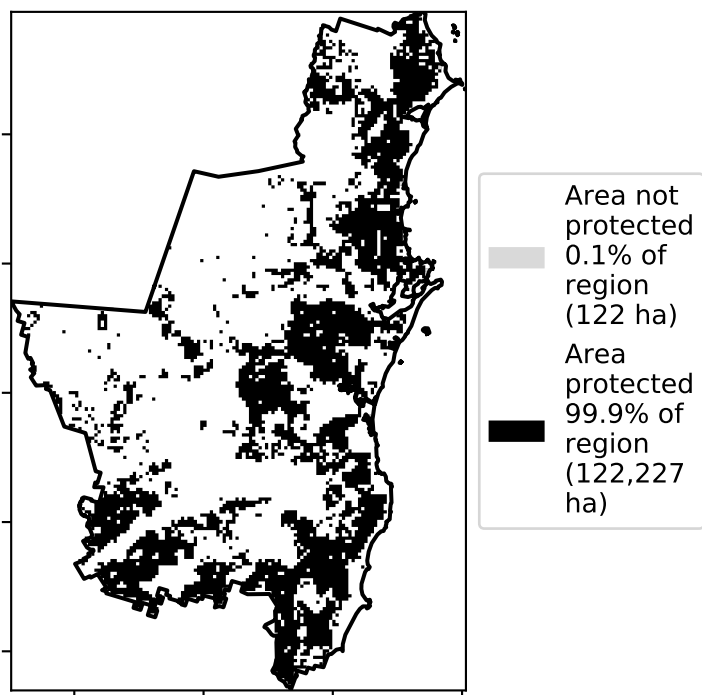 Area not
protected
0.1% of
region
(122 ha)
Area
protected
99.9% of
region
(122,227
ha)